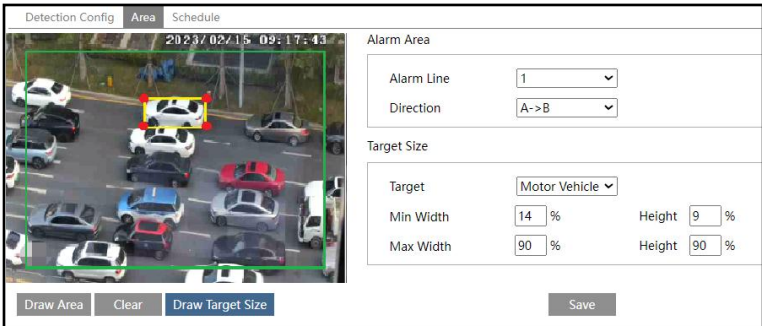 Detection Config Area Schedule
2023/02/15 09:17:43
Alarm Area
Alarm Line 1
Direction A->B
Target Size
Target Motor Vehicle
Min Width 14 % Height 9 %
Max Width 90 % Height 90 %
Draw Area Clear Draw Target Size Save